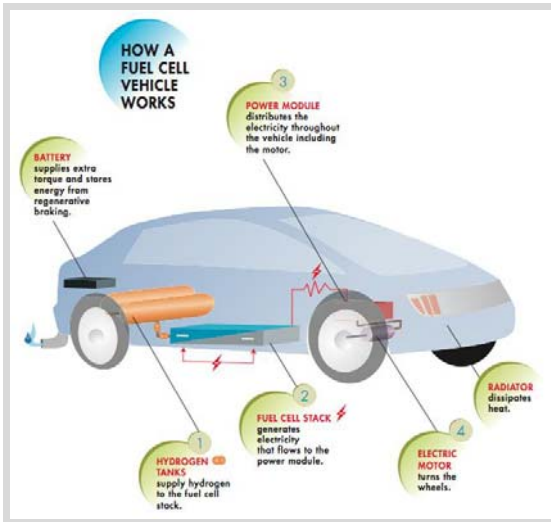 HOW A
FUEL CELL
VEHICLE
WORKS
3
POWER MODULE
distributes the
electricity throughout
the vehicle including
the motor.
BATTERY
supplies extra
torque and stores
energy from
regenerative
braking.
2
FUEL CELL STACK
generates
electricity
that flows to the
power module.
RADIATOR
dissipates
heat.
1
HYDROGEN
TANKS
supply hydrogen
to the fuel cell
stack.
4
ELECTRIC
MOTOR
turns the
wheels.